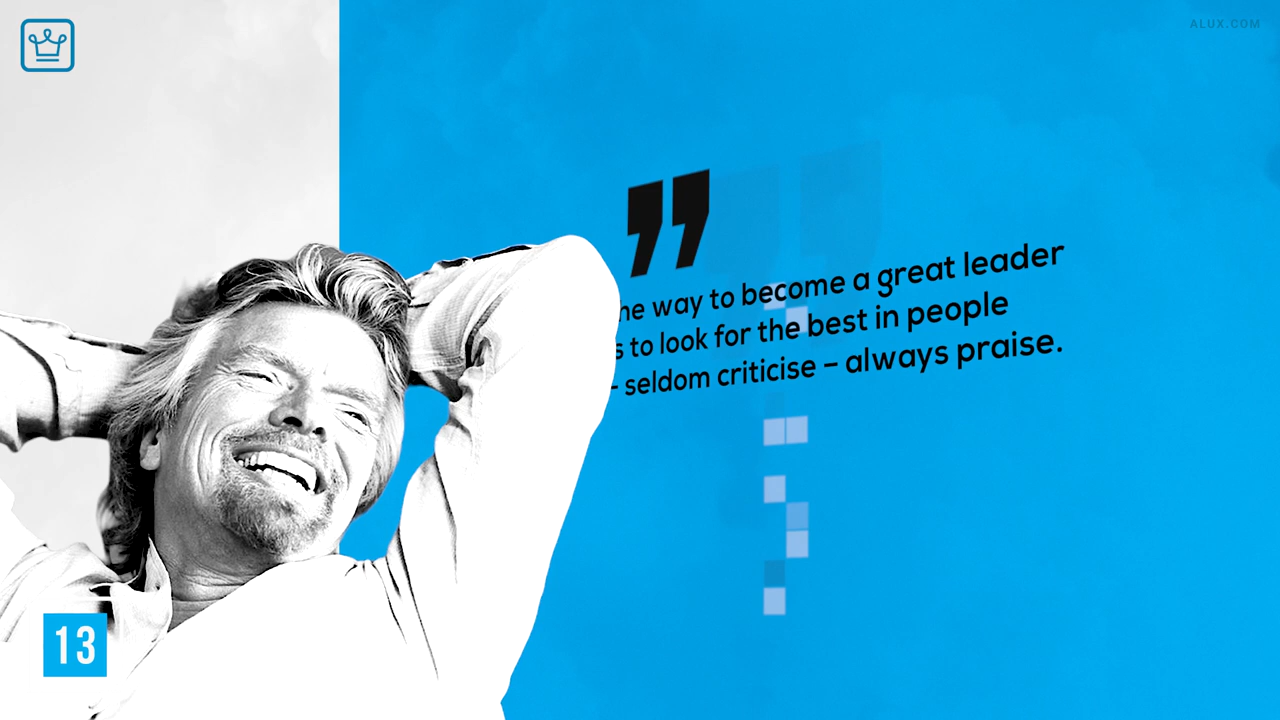 ALUX.COM
way to become a great leader
to look for the best in people
– seldom criticise – always praise.
13